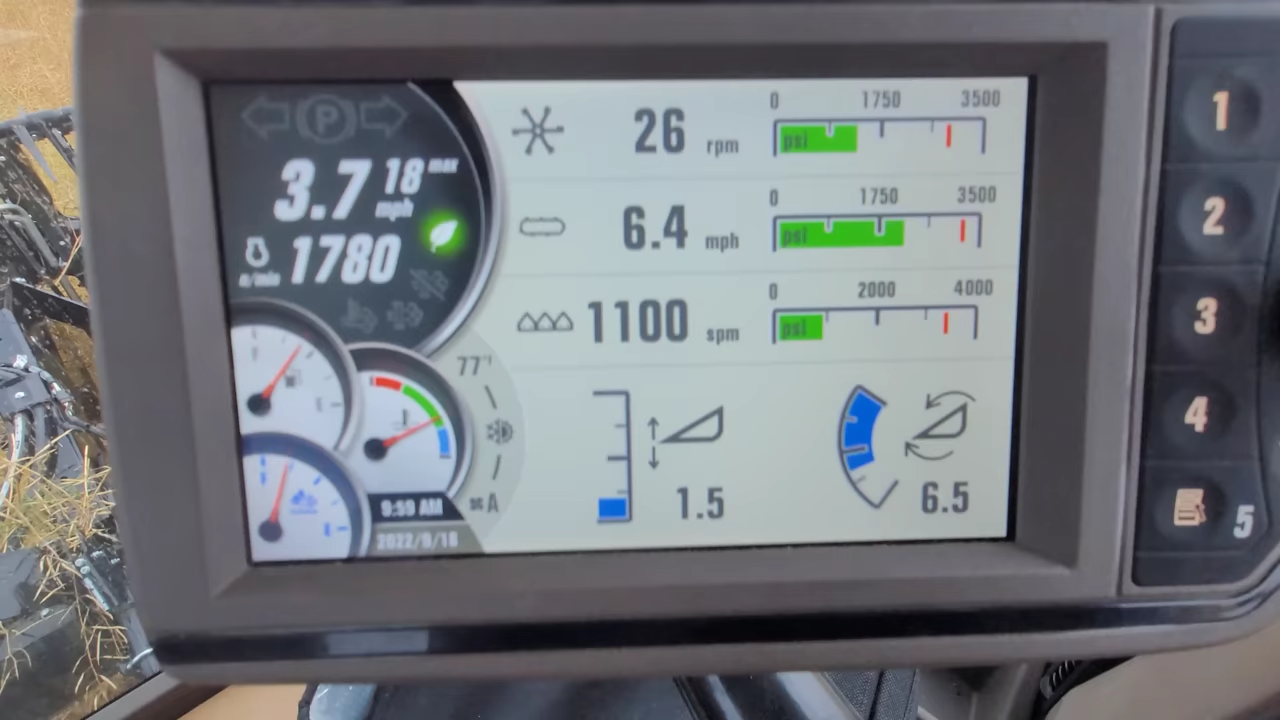 P
3.7 18 max
mph
n/min 1780
77°
A
9:59 AM
2022/9/16
26 rpm
0 1750 3500
psi
6.4 mph
0 1750 3500
psi
1100 spm
0 2000 4000
psi
1.5
6.5
1
2
3
4
5